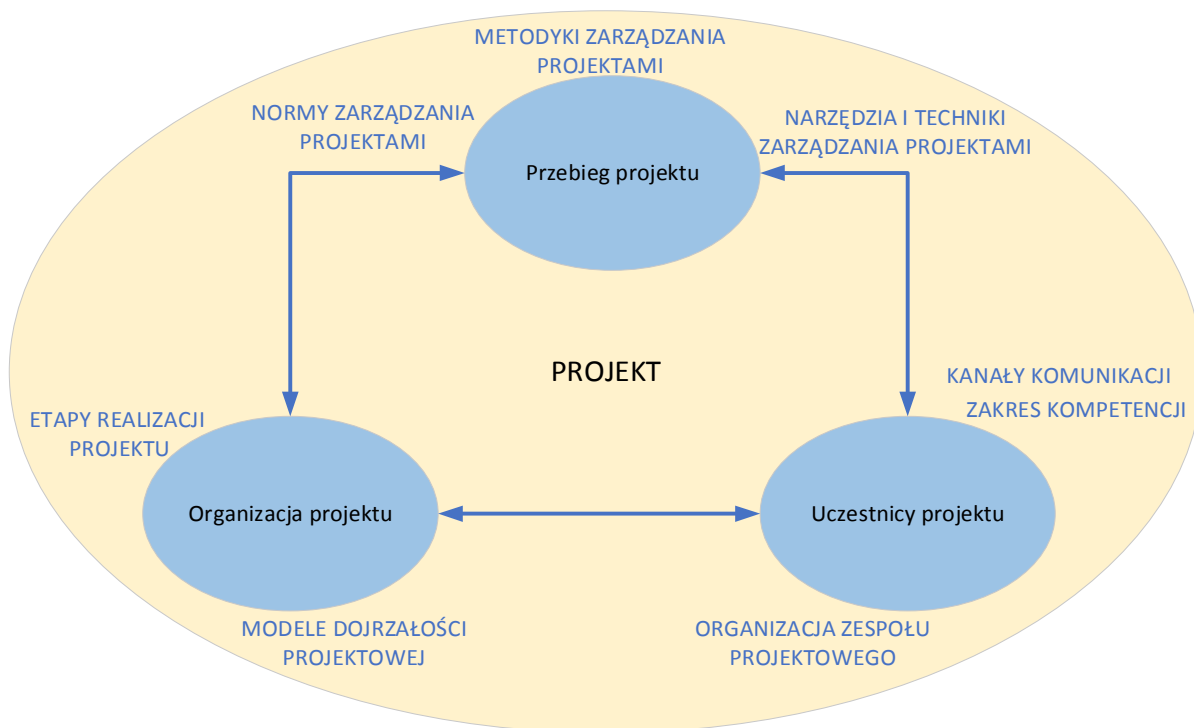 METODYKI ZARZĄDZANIA
PROJEKTAMI
NORMY ZARZĄDZANIA
PROJEKTAMI
NARZĘDZIA I TECHNIKI
ZARZĄDZANIA PROJEKTAMI
Przebieg projektu
PROJEKT
KANAŁY KOMUNIKACJI
ZAKRES KOMPETENCJI
ETAPY REALIZACJI
PROJEKTU
Organizacja projektu
Uczestnicy projektu
MODELE DOJRZAŁOŚCI
PROJEKTOWEJ
ORGANIZACJA ZESPOŁU
PROJEKTOWEGO